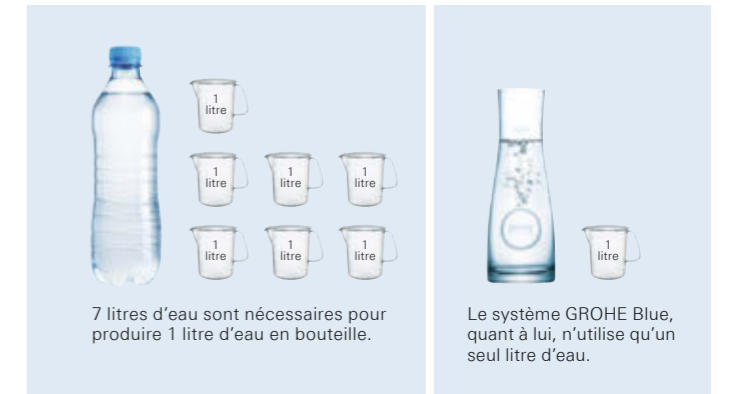 1
litre
1
litre
1
litre
1
litre
1
litre
1
litre
1
litre
7 litres d'eau sont nécessaires pour
produire 1 litre d'eau en bouteille.
1
litre
Le système GROHE Blue,
quant à lui, n'utilise qu'un
seul litre d'eau.